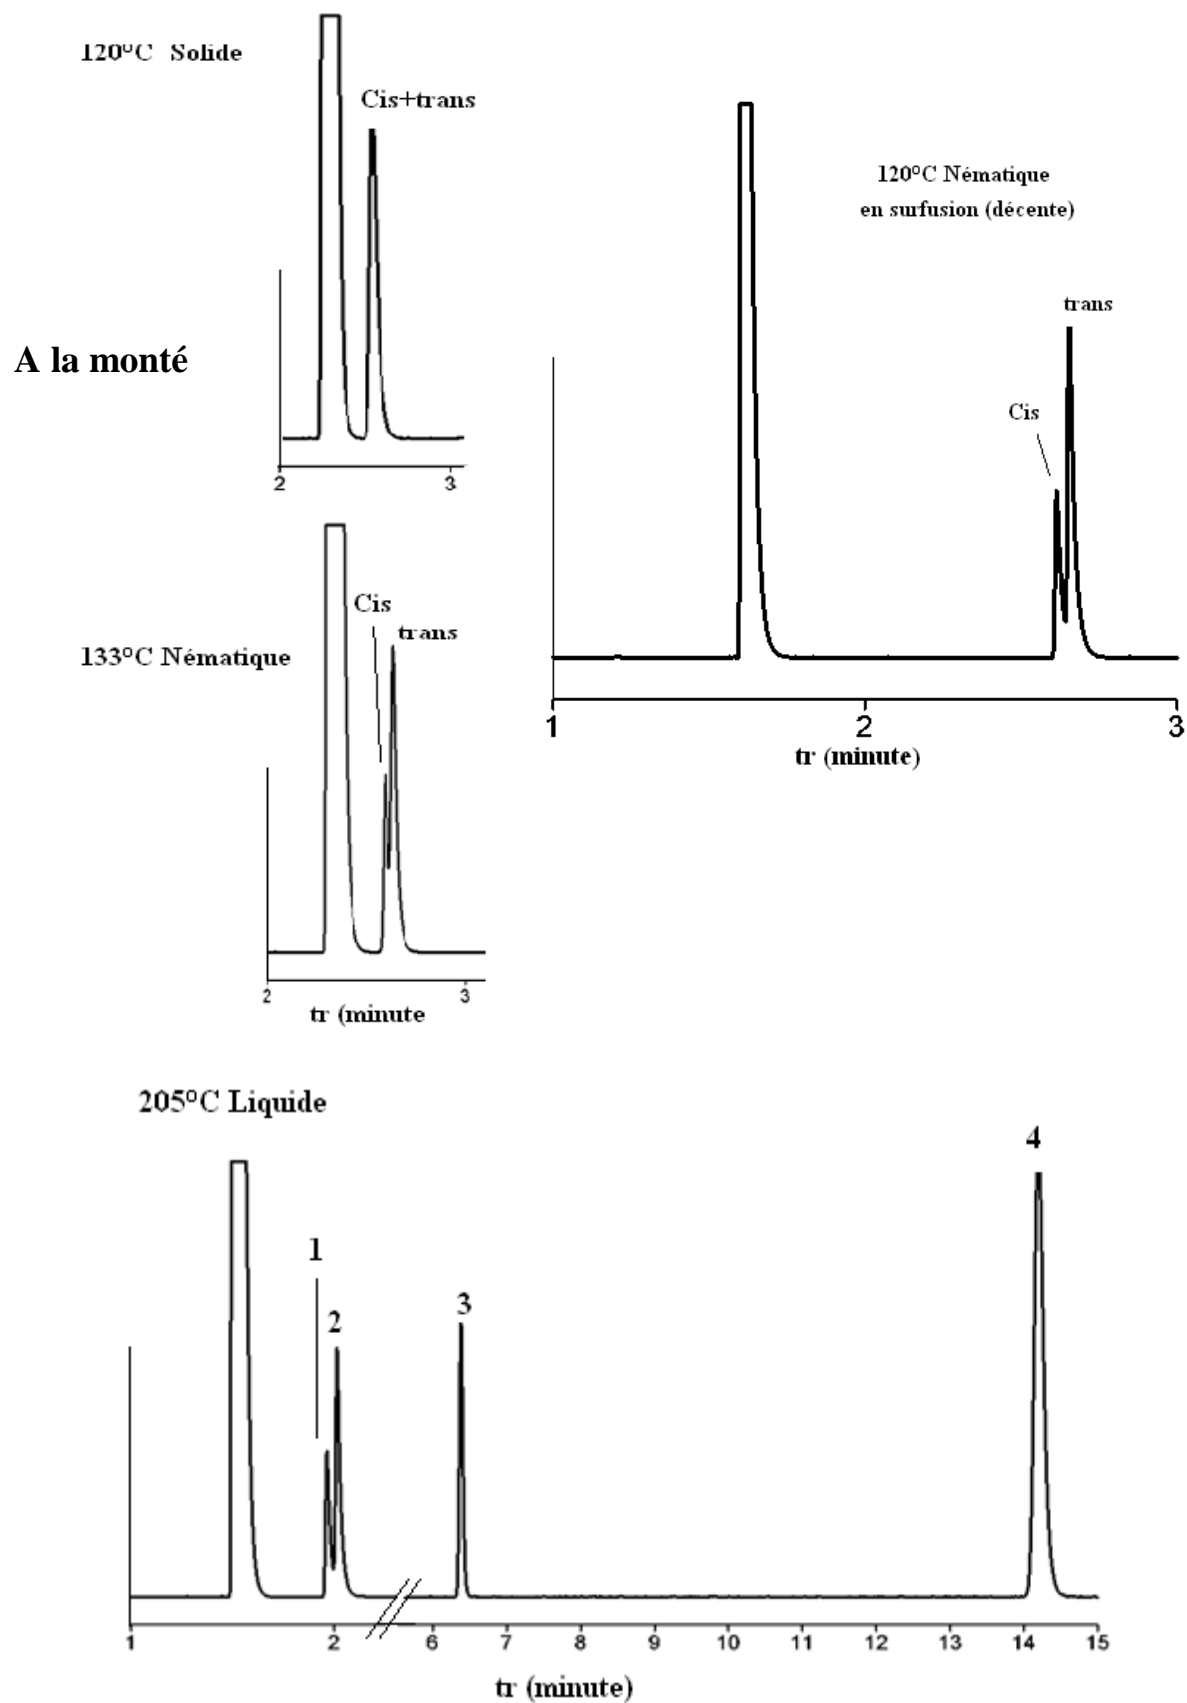 120°C Solide
Cis+trans
2 3
A la monté
120°C Nématique
en surfusion (décente)
trans
Cis
1 2 3
tr (minute)
133°C Nématique
Cis
trans
2 3
tr (minute
205°C Liquide
1
2
3
4
1 2 6 7 8 9 10 11 12 13 14 15
tr (minute)